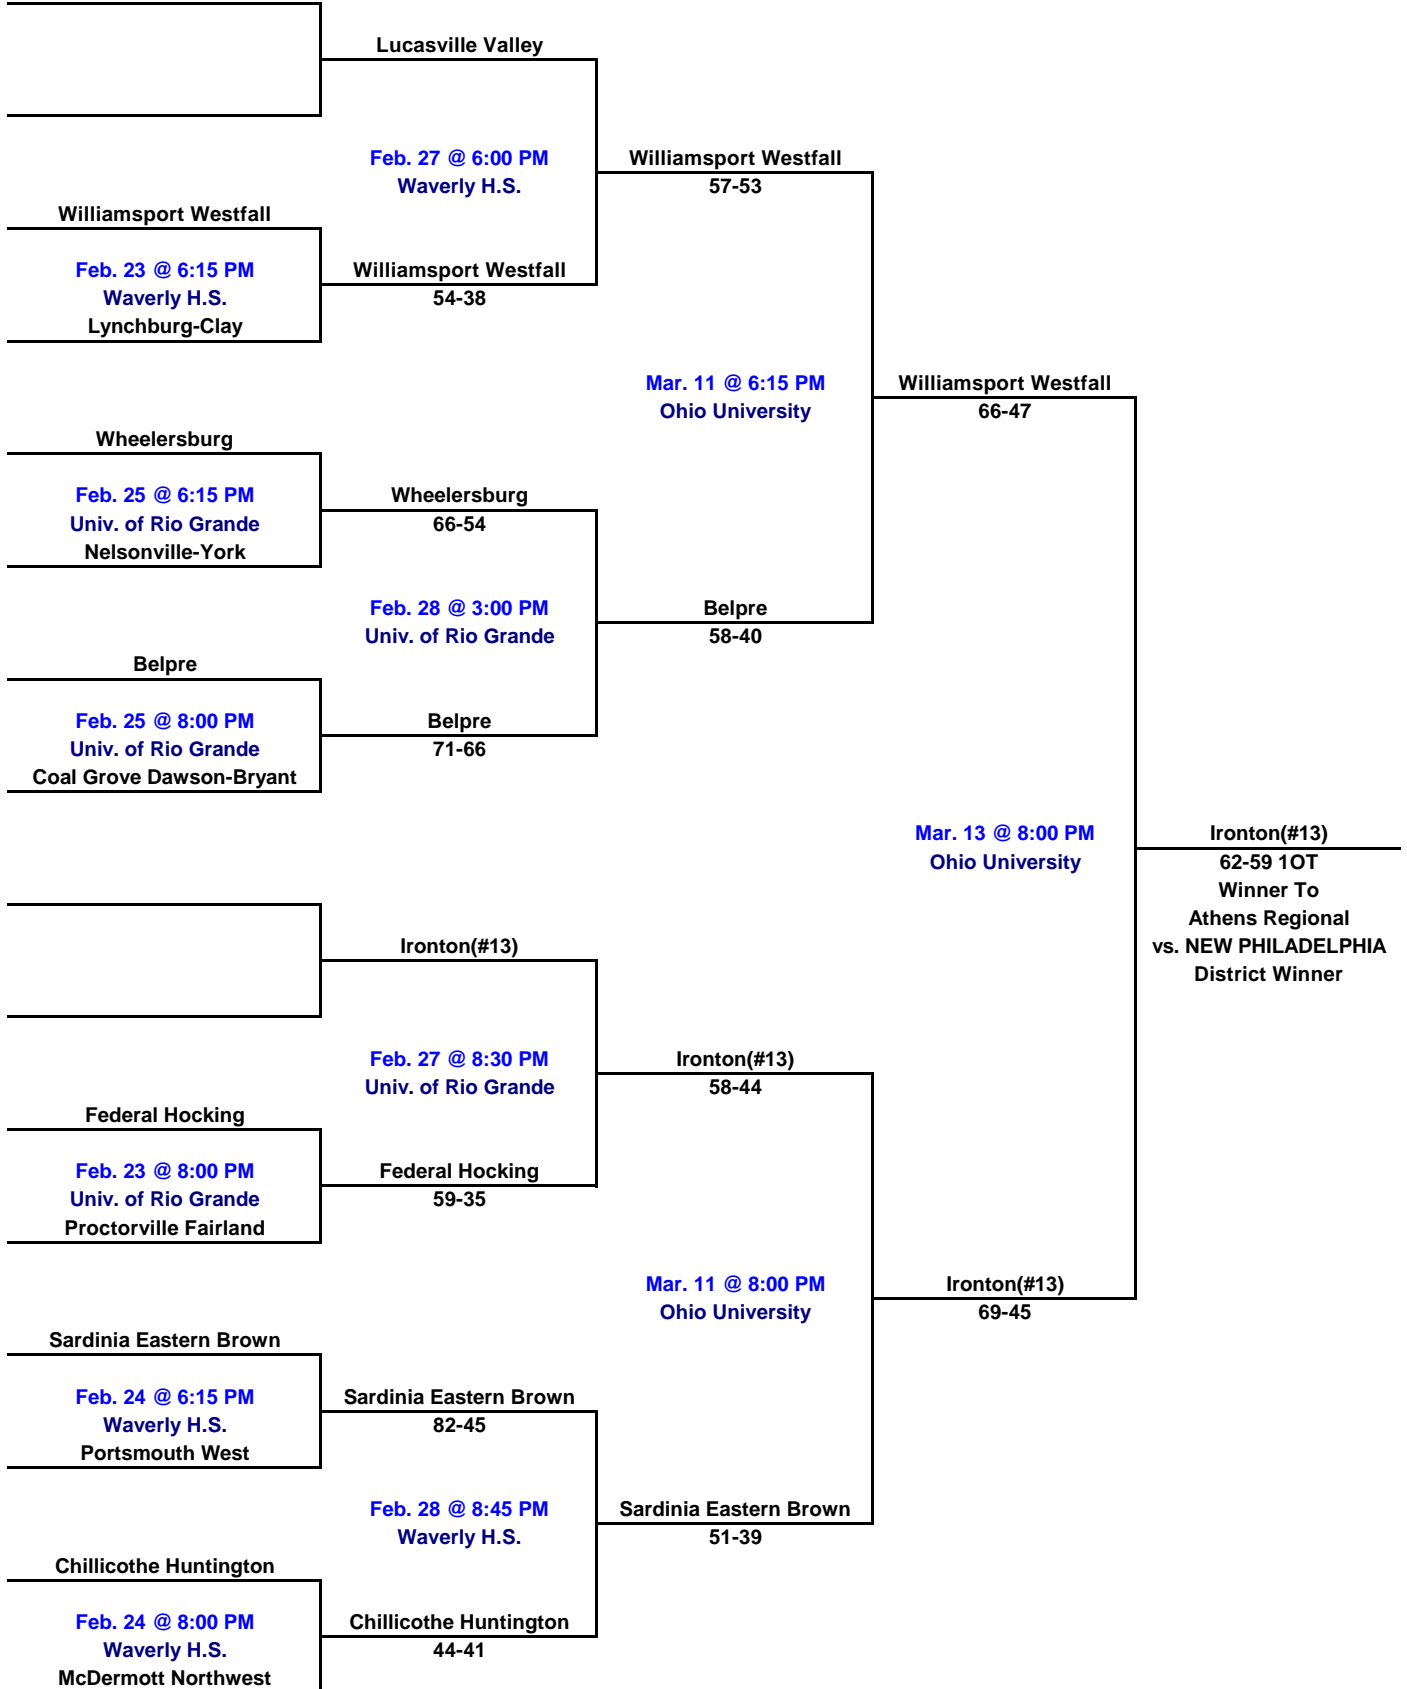 Lucasville Valley
Feb. 27 @ 6:00 PM
Waverly H.S.
Williamsport Westfall
57-53
Williamsport Westfall
Feb. 23 @ 6:15 PM
Waverly H.S.
Lynchburg-Clay
Williamsport Westfall
54-38
Mar. 11 @ 6:15 PM
Ohio University
Williamsport Westfall
66-47
Wheelersburg
Feb. 25 @ 6:15 PM
Univ. of Rio Grande
Nelsonville-York
Wheelersburg
66-54
Feb. 28 @ 3:00 PM
Univ. of Rio Grande
Belpre
58-40
Belpre
Feb. 25 @ 8:00 PM
Univ. of Rio Grande
Coal Grove Dawson-Bryant
Belpre
71-66
Mar. 13 @ 8:00 PM
Ohio University
Ironton(#13)
62-59 1OT
Winner To
Athens Regional
vs. NEW PHILADELPHIA
District Winner
Ironton(#13)
Feb. 27 @ 8:30 PM
Univ. of Rio Grande
Ironton(#13)
58-44
Federal Hocking
Feb. 23 @ 8:00 PM
Univ. of Rio Grande
Proctorville Fairland
Federal Hocking
59-35
Mar. 11 @ 8:00 PM
Ohio University
Ironton(#13)
69-45
Sardinia Eastern Brown
Feb. 24 @ 6:15 PM
Waverly H.S.
Portsmouth West
Sardinia Eastern Brown
82-45
Feb. 28 @ 8:45 PM
Waverly H.S.
Sardinia Eastern Brown
51-39
Chillicothe Huntington
Feb. 24 @ 8:00 PM
Waverly H.S.
McDermott Northwest
Chillicothe Huntington
44-41